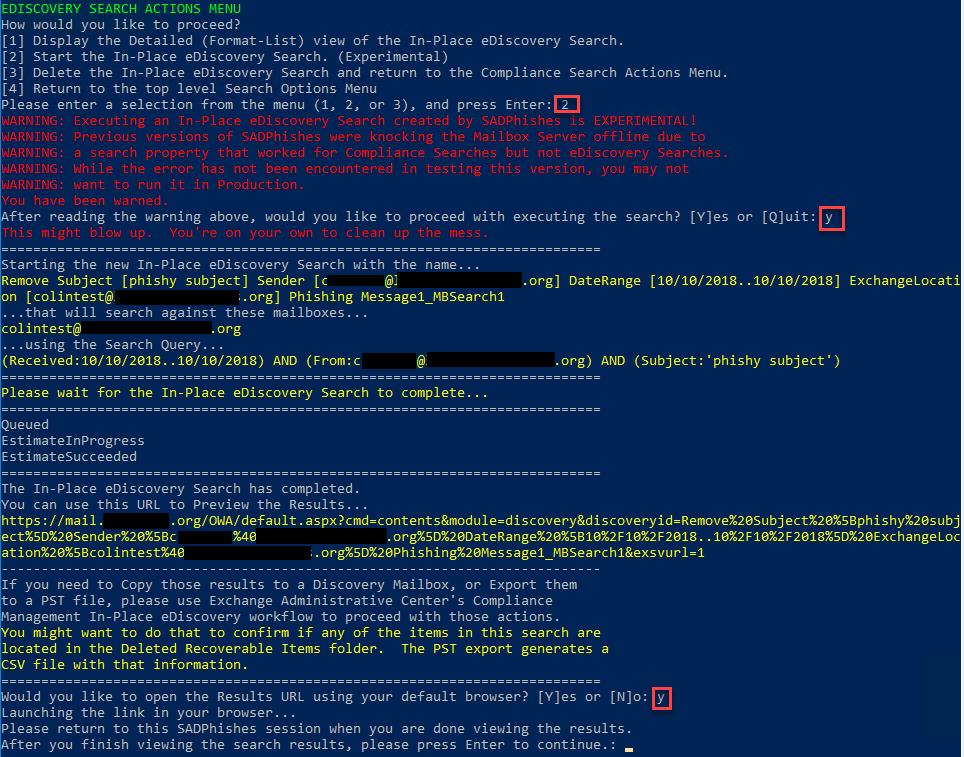 EDISCOVERY SEARCH ACTIONS MENU
How would you like to proceed?
[1] Display the Detailed (Format-List) view of the In-Place eDiscovery Search.
[2] Start the In-Place eDiscovery Search. (Experimental)
[3] Delete the In-Place eDiscovery Search and return to the Compliance Search Actions Menu.
[4] Return to the top level Search Options Menu
Please enter a selection from the menu (1, 2, or 3), and press Enter: 2
WARNING: Executing an In-Place eDiscovery Search created by SADPhishes is EXPERIMENTAL!
WARNING: Previous versions of SADPhishes were knocking the Mailbox Server offline due to
WARNING: a search property that worked for Compliance Searches but not eDiscovery Searches.
WARNING: While the error has not been encountered in testing this version, you may not
WARNING: want to run it in Production.
You have been warned.
After reading the warning above, would you like to proceed with executing the search? [Y]es or [Q]uit: y
This might blow up.  You're on your own to clean up the mess.
===========================================================================
Starting the new In-Place eDiscovery Search with the name...
Remove Subject [phishy subject] Sender [c @l .org] DateRange [10/10/2018..10/10/2018] ExchangeLocati
on [colintest@ .org] Phishing Message1_MBSearch1
...that will search against these mailboxes...
colintest@ .org
...using the Search Query...
(Received:10/10/2018..10/10/2018) AND (From:c @ .org) AND (Subject:'phishy subject')
===========================================================================
Please wait for the In-Place eDiscovery Search to complete...
===========================================================================
Queued
EstimateInProgress
EstimateSucceeded
===========================================================================
The In-Place eDiscovery Search has completed.
You can use this URL to Preview the Results...
https://mail. .org/OWA/default.aspx?cmd=contents&module=discovery&discoveryid=Remove%20Subject%20%5Bphishy%20subj
ect%5D%20Sender%20%5Bc %40 .org%5D%20DateRange%20%5B10%2F10%2F2018..10%2F10%2F2018%5D%20ExchangeLoc
ation%20%5Bcolintest%40 .org%5D%20Phishing%20Message1_MBSearch1&exsvurl=1
---------------------------------------------------------------------------
If you need to Copy those results to a Discovery Mailbox, or Export them
to a PST file, please use Exchange Administrative Center's Compliance
Management In-Place eDiscovery workflow to proceed with those actions.
You might want to do that to confirm if any of the items in this search are
located in the Deleted Recoverable Items folder.  The PST export generates a
CSV file with that information.
===========================================================================
Would you like to open the Results URL using your default browser? [Y]es or [N]o: y
Launching the link in your browser...
Please return to this SADPhishes session when you are done viewing the results.
After you finish viewing the search results, please press Enter to continue.: